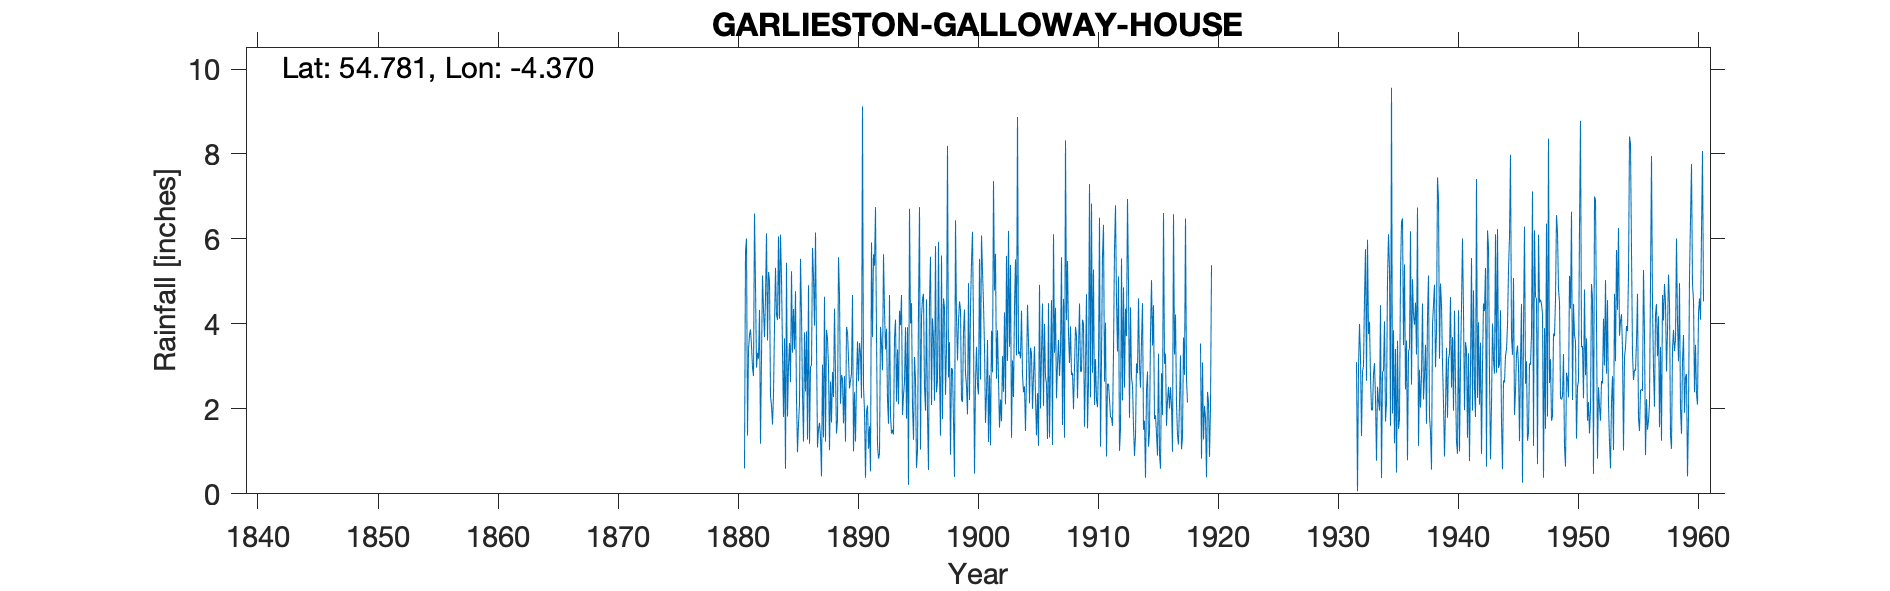 GARLIESTON-GALLOWAY-HOUSE
Lat: 54.781, Lon: -4.370
10
8
6
4
2
0
Rainfall [inches]
1840 1850 1860 1870 1880 1890 1900 1910 1920 1930 1940 1950 1960
Year